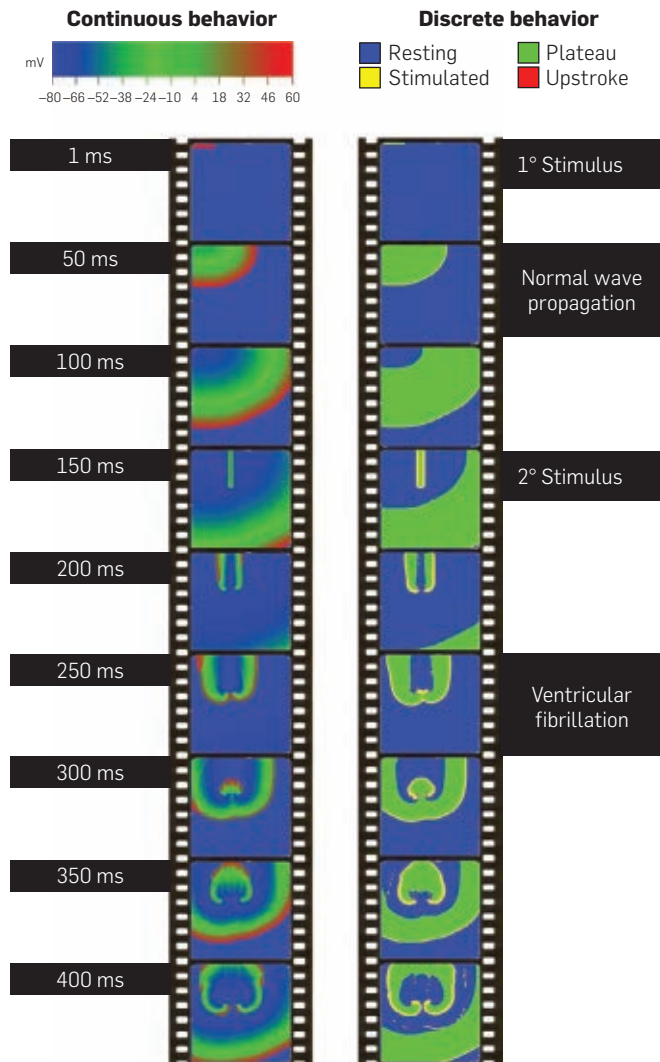 Continuous behavior
mV
−80 −66 −52 −38 −24 −10 4 18 32 46 60
Discrete behavior
Resting
Plateau
Stimulated
Upstroke
1 ms
1° Stimulus
50 ms
Normal wave
propagation
100 ms
150 ms
2° Stimulus
200 ms
250 ms
Ventricular
fibrillation
300 ms
350 ms
400 ms